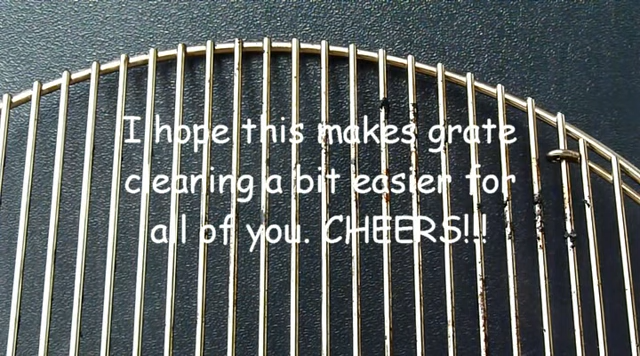 I hope this makes grate
cleaning a bit easier for
all of you. CHEERS!!!